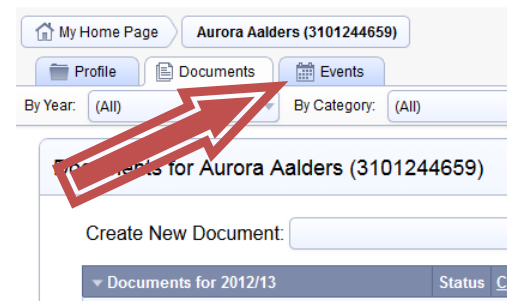 My Home Page Aurora Aalders (3101244659)
Profile Documents Events
By Year: (All) By Category: (All)
Documents for Aurora Aalders (3101244659)
Create New Document:
Documents for 2012/13 Status C